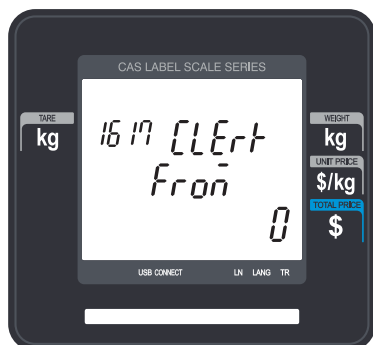 CAS LABEL SCALE SERIES
TARE
kg
1617 CLErt
From
0
WEIGHT
kg
UNIT PRICE
$/kg
TOTAL PRICE
$
USB CONNECT LN LANG TR